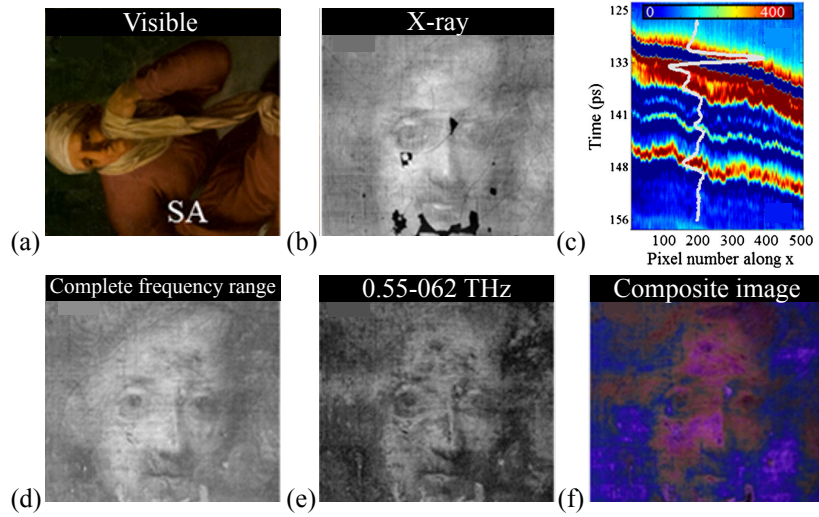 Visible
SA
(a)
X-ray
(b)
0 400
125
133
141
148
156
Time (ps)
100 200 300 400 500
Pixel number along x
(c)
Complete frequency range
(d)
0.55-062 THz
(e)
Composite image
(f)